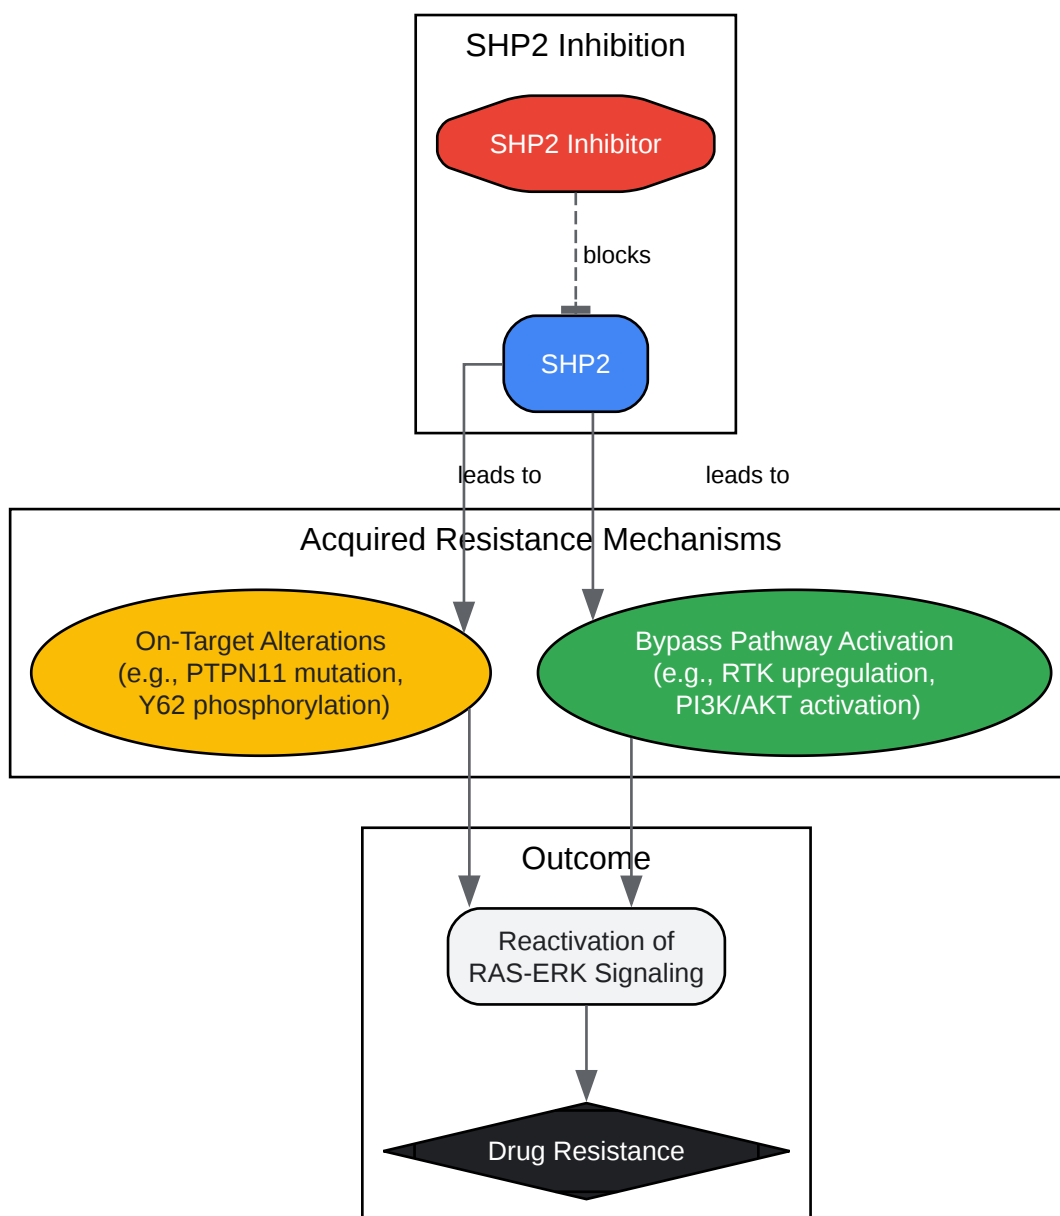 SHP2 Inhibition
SHP2 Inhibitor
blocks
SHP2
leads to
leads to
Acquired Resistance Mechanisms
On-Target Alterations
(e.g., PTPN11 mutation,
Y62 phosphorylation)
Bypass Pathway Activation
(e.g., RTK upregulation,
PI3K/AKT activation)
Outcome
Reactivation of
RAS-ERK Signaling
Drug Resistance